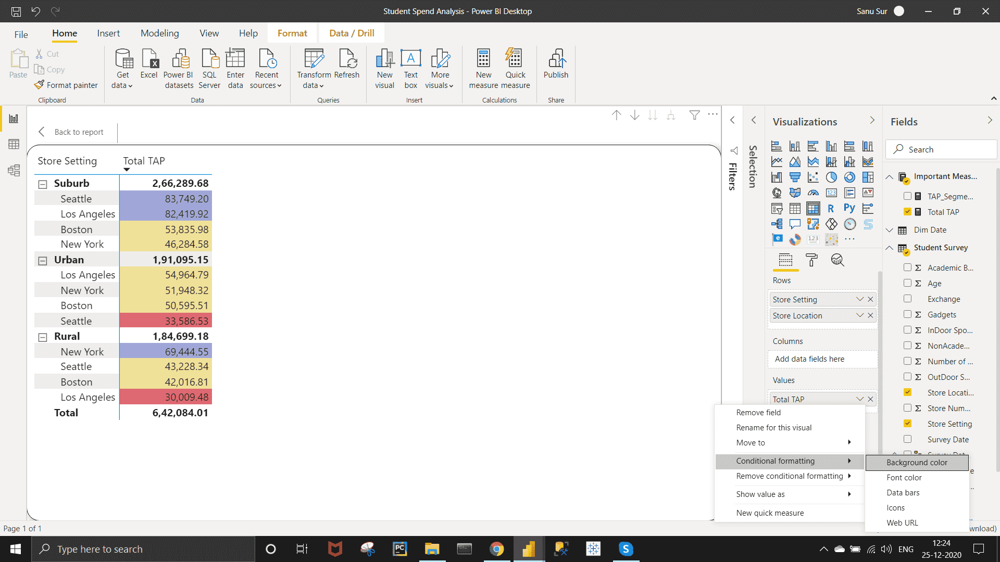 Student Spend Analysis - Power BI Desktop
Sanu Sur
File
Home
Insert
Modeling
View
Help
Format
Data / Drill
Paste
Cut
Copy
Format painter
Clipboard
Get data
Excel
Power BI datasets
SQL Server
Enter data
Recent sources
Data
Transform data
Refresh
Queries
New visual
Text box
More visuals
Insert
New measure
Quick measure
Calculations
Publish
Share
Back to report
Store Setting Total TAP
Suburb 2,66,289.68
Seattle 83,749.20
Los Angeles 82,419.92
Boston 53,835.98
New York 46,284.58
Urban 1,91,095.15
Los Angeles 54,964.79
New York 51,948.32
Boston 50,595.51
Seattle 33,586.53
Rural 1,84,699.18
New York 69,444.55
Seattle 43,228.34
Boston 42,016.81
Los Angeles 30,009.48
Total 6,42,084.01
Filters
Selection
Visualizations
123
R
Py
123
Rows
Store Setting
Store Location
Columns
Add data fields here
Values
Total TAP
Remove field
Rename for this visual
Move to
Conditional formatting
Remove conditional formatting
Show value as
New quick measure
Background color
Font color
Data bars
Icons
Web URL
Fields
Search
Important Meas...
TAP_Segme...
Total TAP
Dim Date
Student Survey
Academic B...
Age
Exchange
Gadgets
InDoor Spo...
NonAcade...
Number of ...
OutDoor S...
Store Locati...
Store Num...
Store Setting
Survey Date
Page 1 of 1
wnload)
Type here to search
PC
ENG
12:24
25-12-2020